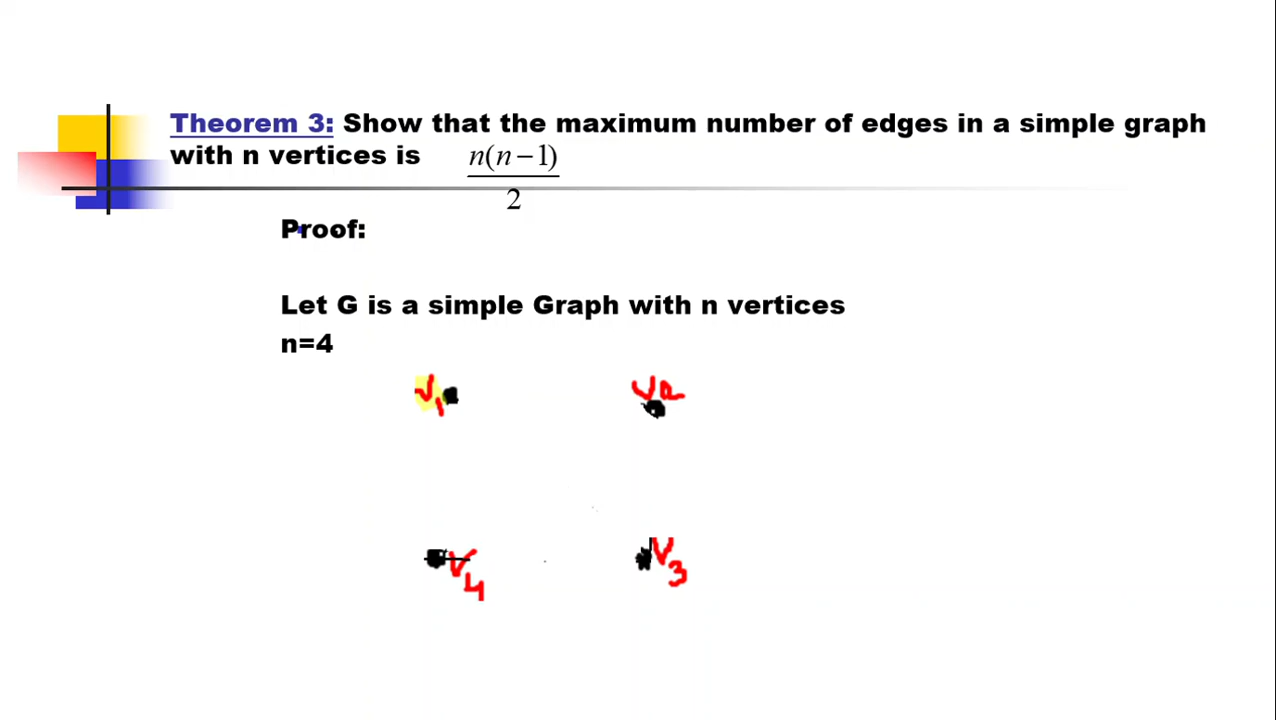 Theorem 3: Show that the maximum number of edges in a simple graph
with n vertices is n(n−1)
2
Proof:
Let G is a simple Graph with n vertices
n=4
V1 V2
V4 V3